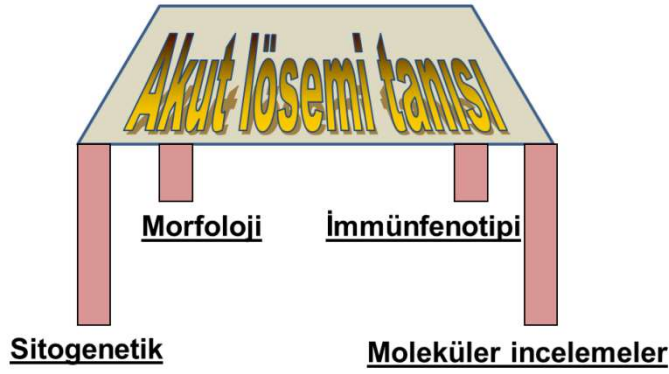 Akut lösemi tanısı
Morfoloji
İmmünfenotipi
Sitogenetik
Moleküler incelemeler